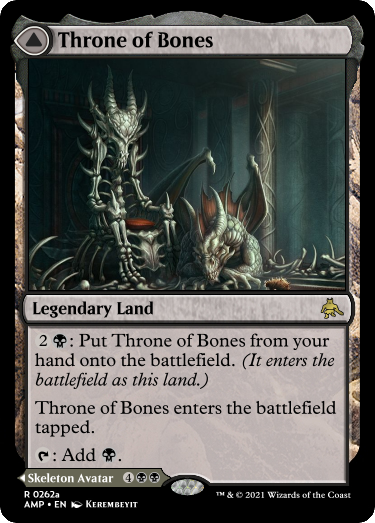 Throne of Bones
Legendary Land
2 : Put Throne of Bones from your
hand onto the battlefield. (It enters the
battlefield as this land.)
Throne of Bones enters the battlefield
tapped.
: Add .
Skeleton Avatar 4
R 0262a
AMP • EN KEREMBEYIT
™ & © 2021 Wizards of the Coast